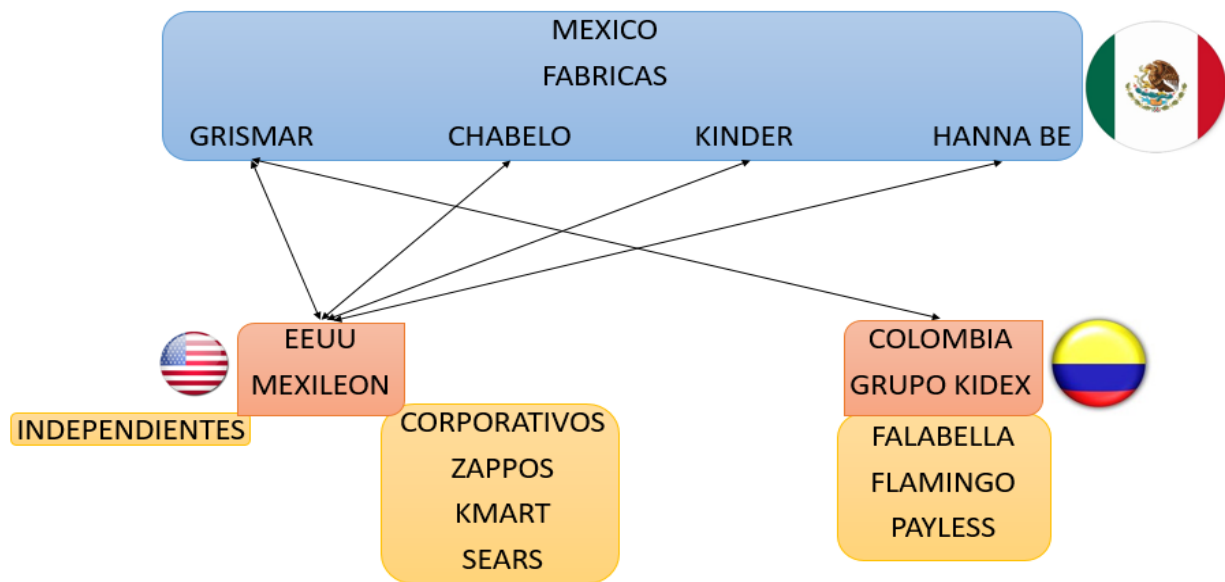 MEXICO
FABRICAS
GRISMAR CHABELO KINDER HANNA BE
EEUU
MEXILEON
INDEPENDIENTES
CORPORATIVOS
ZAPPOS
KMART
SEARS
COLOMBIA
GRUPO KIDEX
FALABELLA
FLAMINGO
PAYLESS